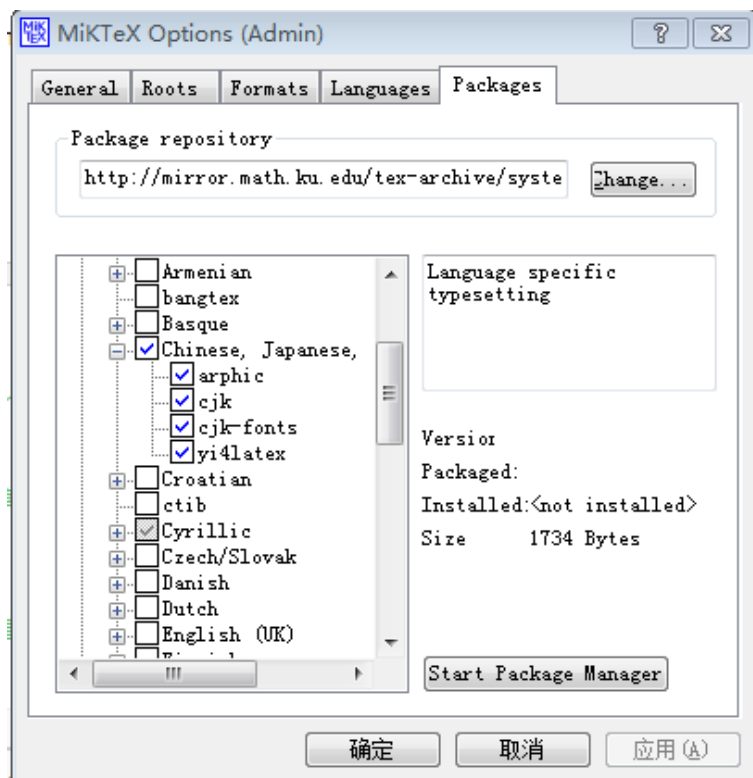 MiKTeX Options (Admin)
General Roots Formats Languages Packages
Package repository
http://mirror.math.ku.edu/tex-archive/syste
Change...
Armenian
bangtex
Basque
Chinese, Japanese,
arphic
cjk
cjk-fonts
yi4latex
Croatian
ctib
Cyrillic
Czech/Slovak
Danish
Dutch
English (UK)
Language specific
typesetting
Version
Packaged:
Installed:<not installed>
Size 1734 Bytes
Start Package Manager
确定 取消 应用(A)